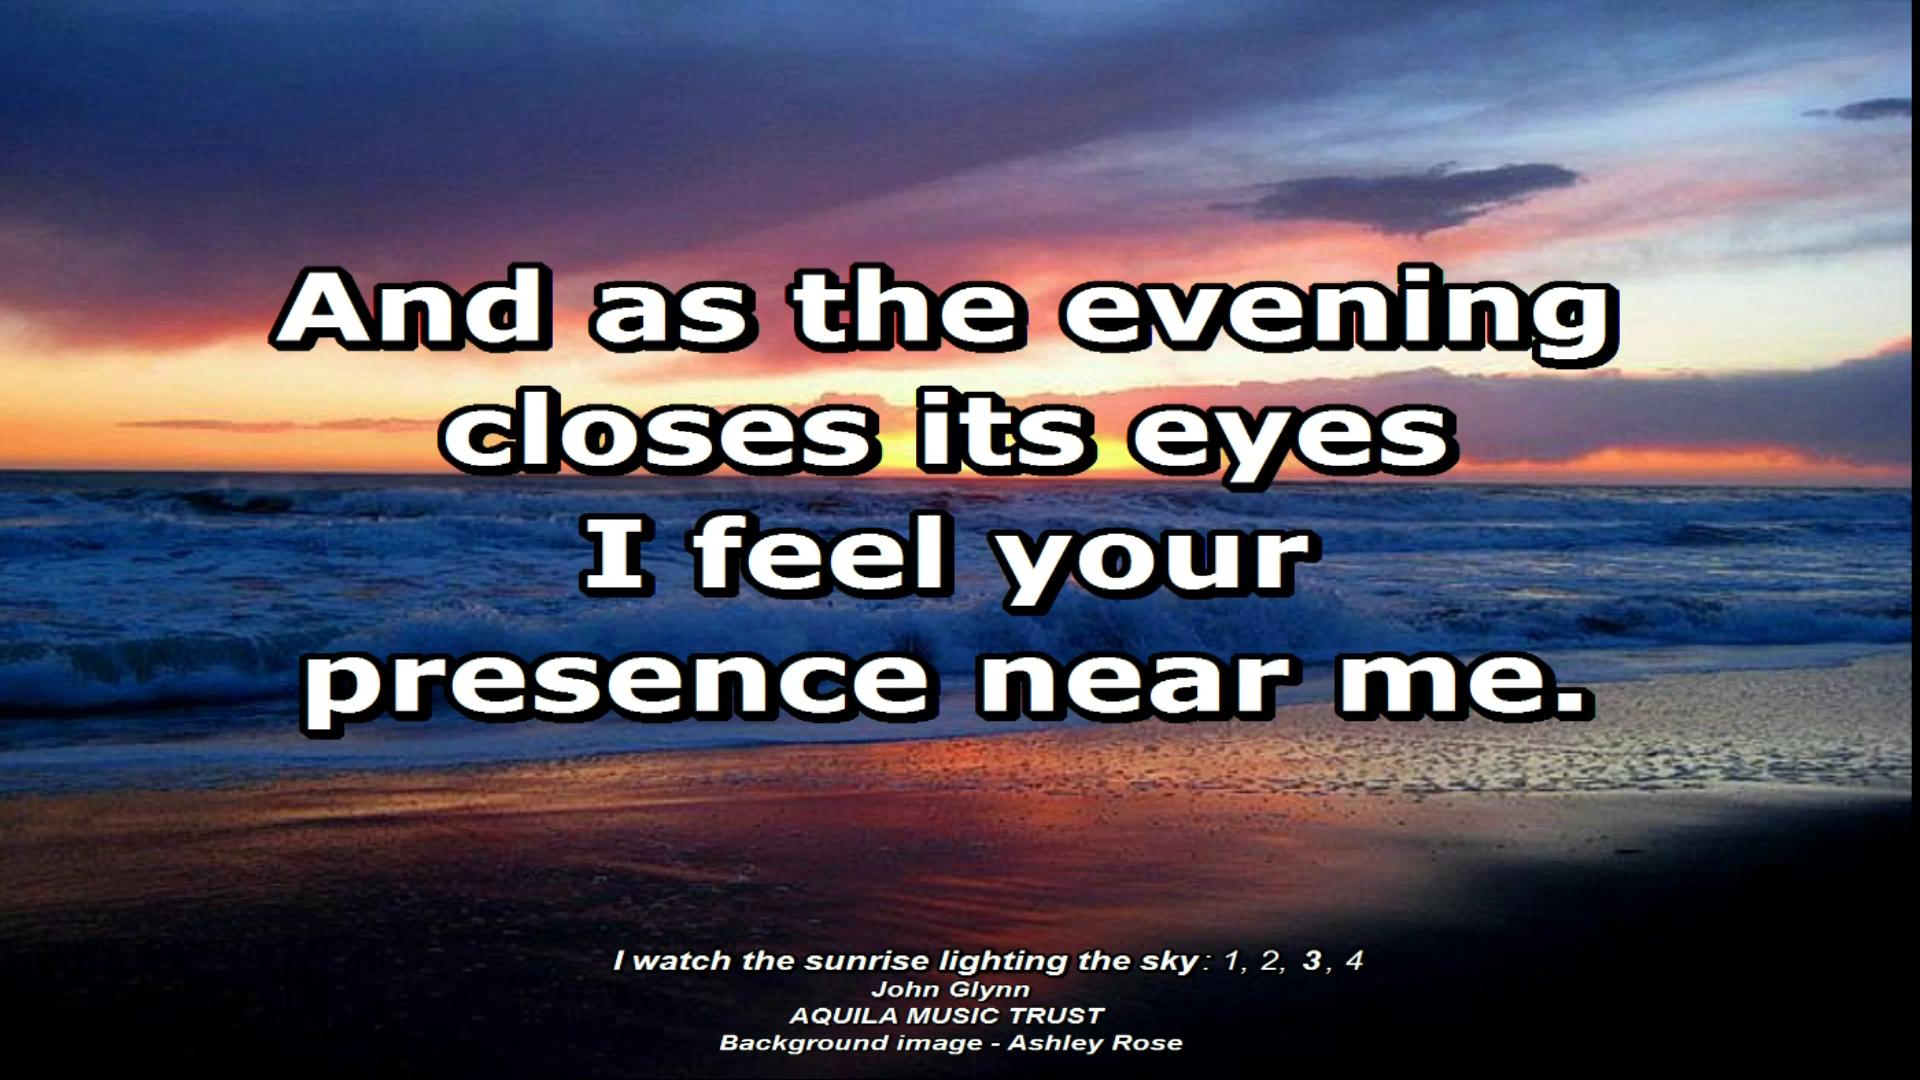 And as the evening
closes its eyes
I feel your
presence near me.
I watch the sunrise lighting the sky: 1, 2, 3, 4
John Glynn
AQUILA MUSIC TRUST
Background image - Ashley Rose